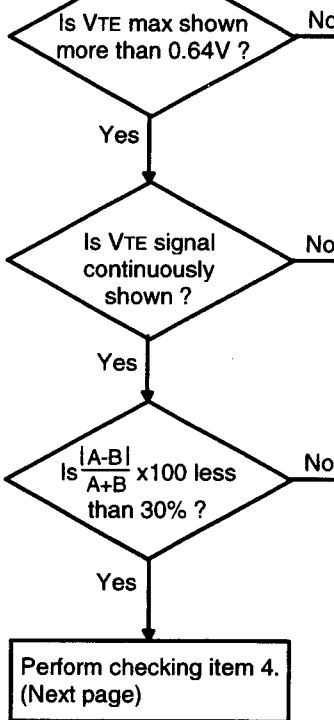 Is VTE max shown
more than 0.64V ?
No
Yes
Is VTE signal
continuously
shown ?
No
Yes
Is |A-B|/A+B x100 less
than 30% ?
No
Yes
Perform checking item 4.
(Next page)